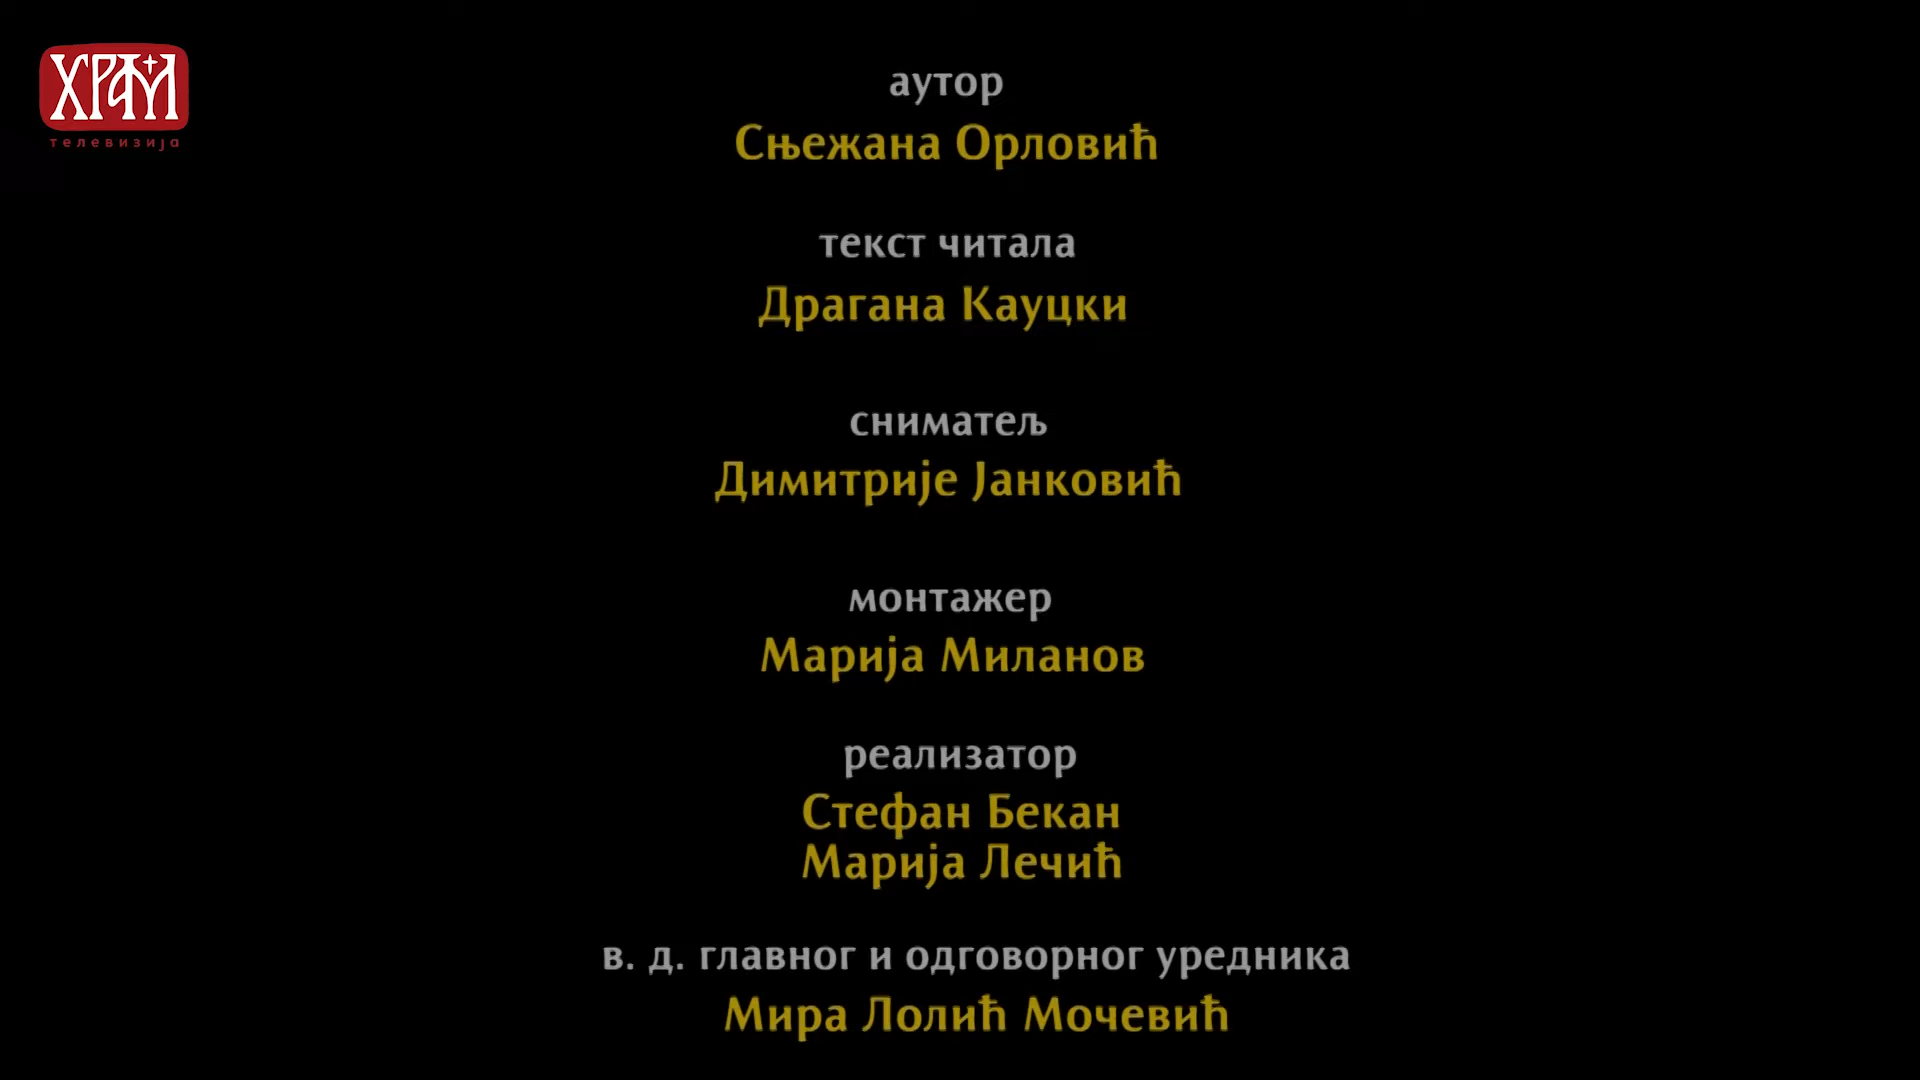 ХРАМ
телевизија
аутор
Сњежана Орловић
текст читала
Драгана Кауцки
сниматељ
Димитрије Јанковић
монтажер
Марија Миланов
реализатор
Стефан Бекан
Марија Лечић
в. д. главног и одговорног уредника
Мира Лолић Мочевић